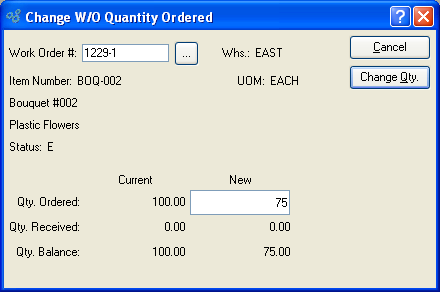 Change W/O Quantity Ordered
Work Order #: 1229-1 ... Whs.: EAST Cancel
Item Number: BOQ-002 UOM: EACH Change Qty.
Bouquet #002
Plastic Flowers
Status: E
Current New
Qty. Ordered: 100.00 75
Qty. Received: 0.00 0.00
Qty. Balance: 100.00 75.00